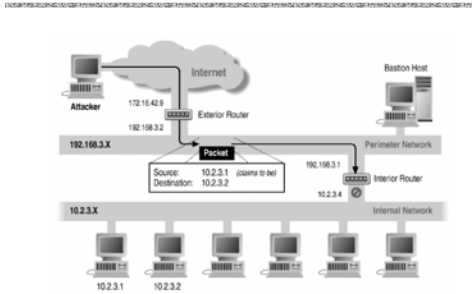 Internet
Bastion Host
Attacker
172.16.42.9
Exterior Router
192.168.3.2
192.168.3.X
Perimeter Network
Packet
Source: 10.2.3.1 (claims to be)
Destination: 10.2.3.2
192.168.3.1
Interior Router
10.2.3.4
10.2.3.X
Internal Network
10.2.3.1 10.2.3.2